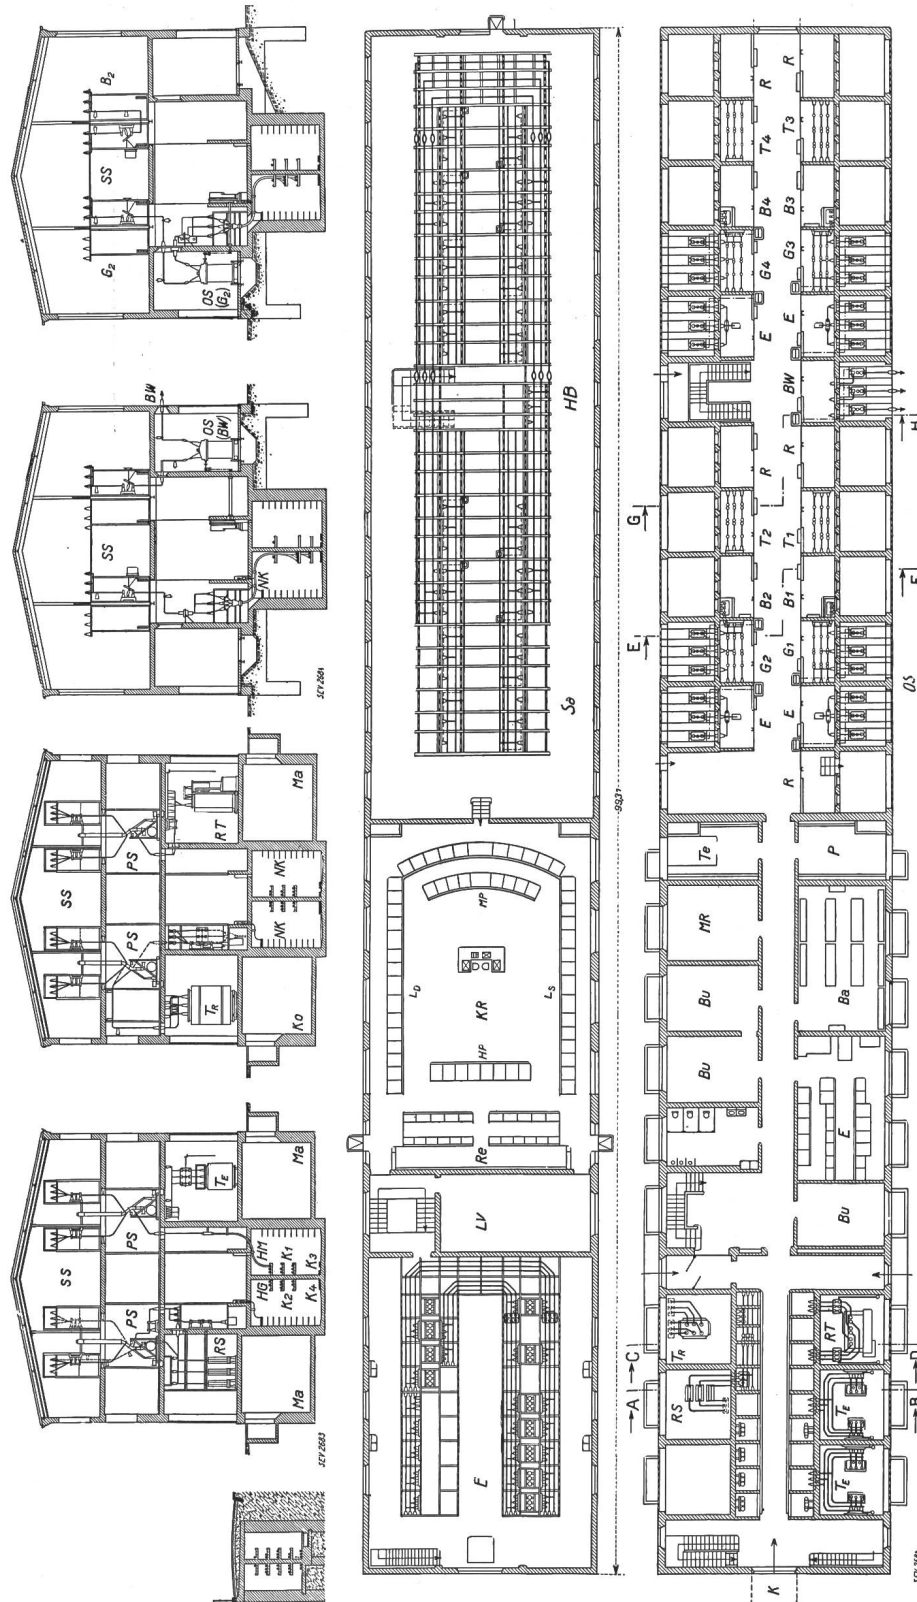 B2
SS
G2
OS
(G2)
BW
SS
OS
(BW)
NK
SEV 2684
SS
PS
PS
RT
Ma
NK
NK
TR
Ko
SS
PS
PS
TE
Ma
HM
K1
K3
HG
K2
K4
RS
Ma
SEV 2683
HB
Sa
99,37
MP
LD
LS
KR
HP
Re
LV
E
R
R
T4
T3
B4
B3
G4
G3
E
E
BW
H
R
R
G
T2
T1
B2
B1
F
E
G2
G1
E
E
OS
R
Te
P
MR
Bu
Ba
Bu
E
Bu
TR
RT
C
D
RS
A
TE
B
TE
K